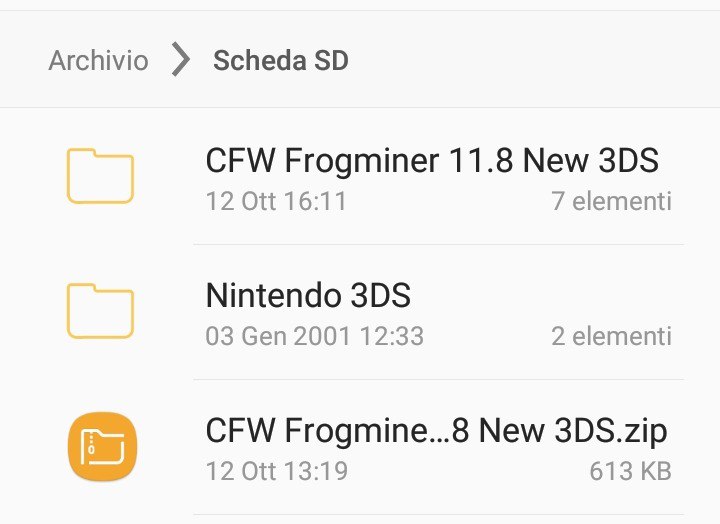 Archivio > Scheda SD
CFW Frogminer 11.8 New 3DS
12 Ott 16:11 7 elementi
Nintendo 3DS
03 Gen 2001 12:33 2 elementi
CFW Frogmine...8 New 3DS.zip
12 Ott 13:19 613 KB